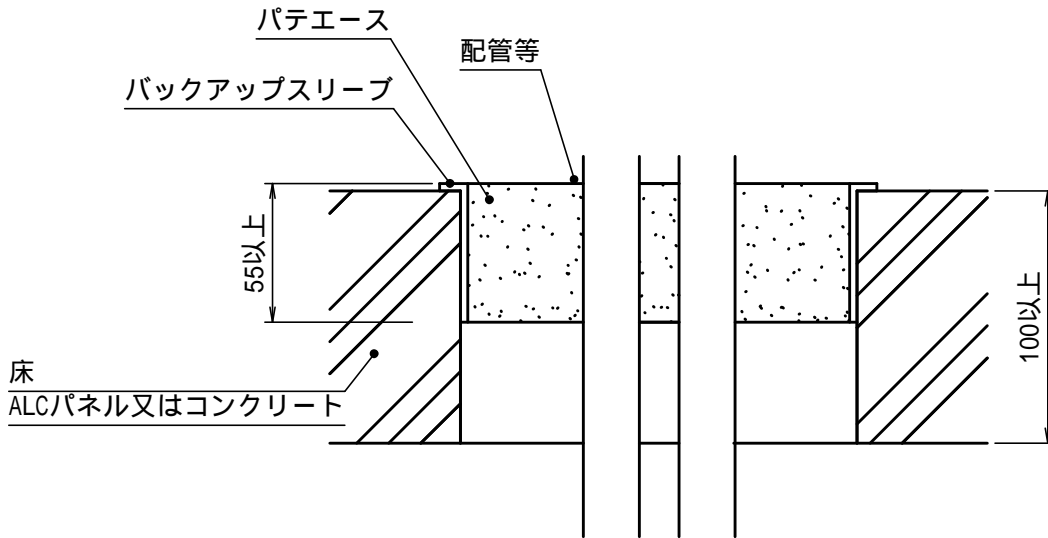 パテエース
配管等
バックアップスリーブ
55以上
100以上
床
ALCパネル又はコンクリート